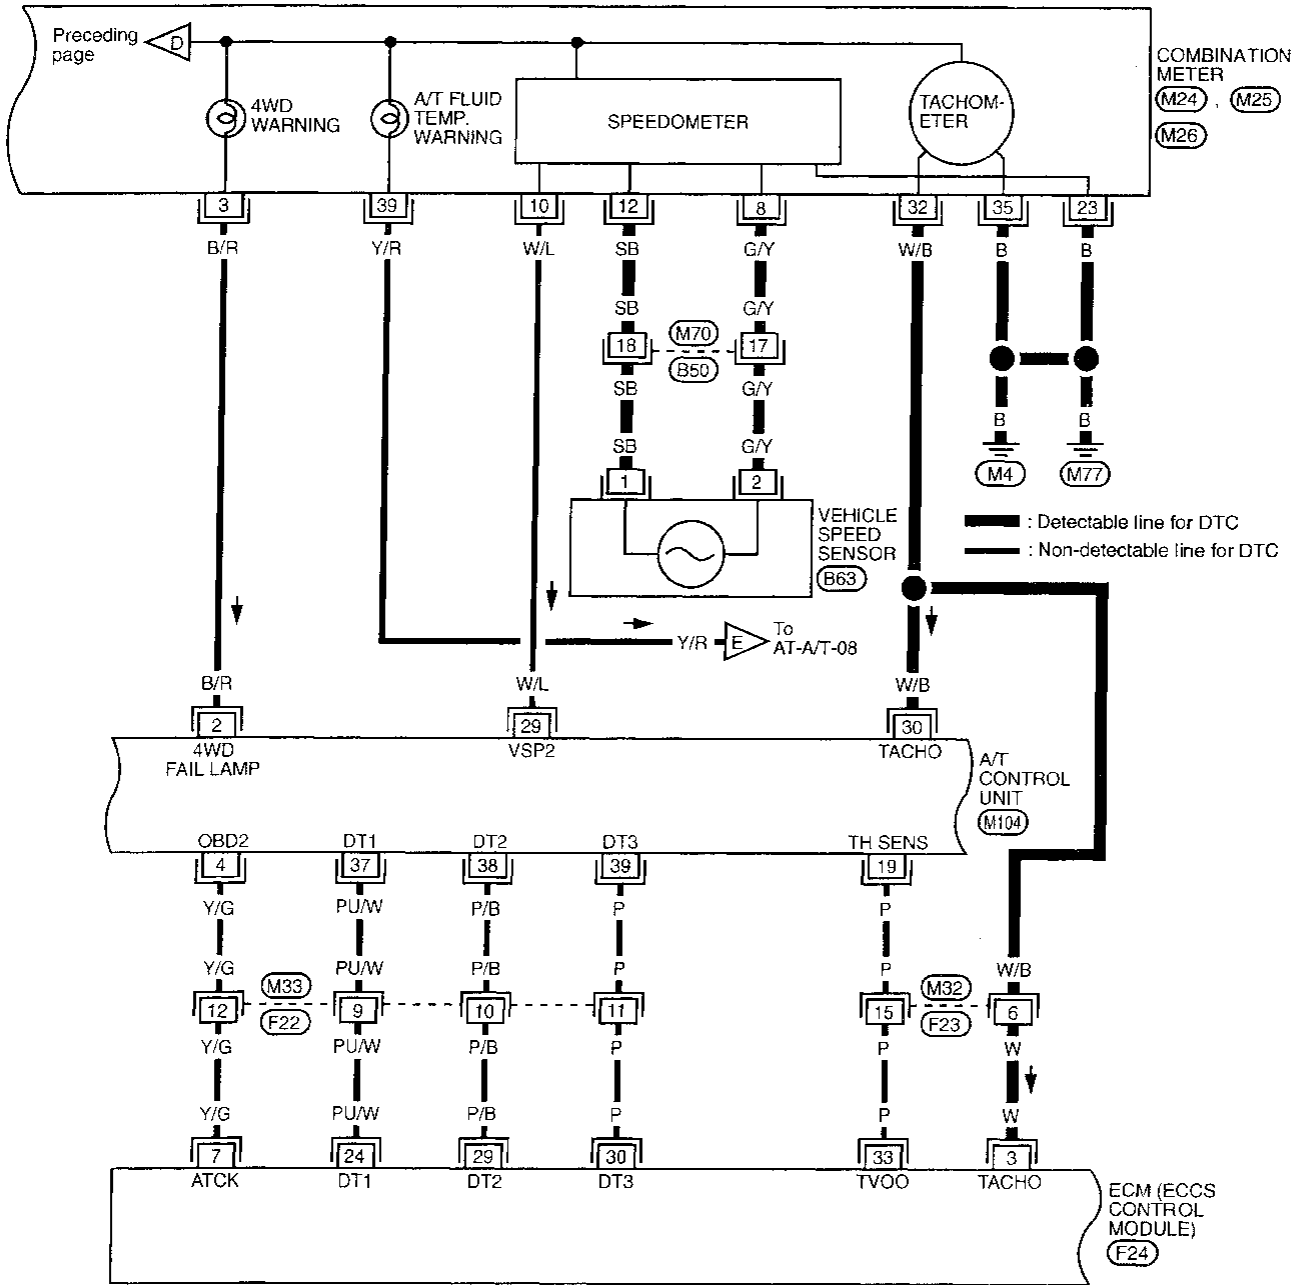 Preceding
page
D
4WD
WARNING
A/T FLUID
TEMP.
WARNING
SPEEDOMETER
TACHOM-
ETER
COMBINATION
METER
M24 , M25
M26
3 39 10 12 8 32 35 23
B/R Y/R W/L SB G/Y W/B B B
SB G/Y
18 M70 17
B50
SB G/Y
B B
SB G/Y
M4 M77
1 2
VEHICLE
SPEED
SENSOR
B63
: Detectable line for DTC
: Non-detectable line for DTC
Y/R E To
AT-A/T-08
B/R W/L W/B
2 29 30
4WD
FAIL LAMP
VSP2 TACHO
A/T
CONTROL
UNIT
M104
OBD2 DT1 DT2 DT3 TH SENS
4 37 38 39 19
Y/G PU/W P/B P P
Y/G PU/W P/B P P W/B
M33 M32
12 9 10 11 15 6
F22 F23
Y/G PU/W P/B P P W
Y/G PU/W P/B P P W
7 24 29 30 33 3
ATCK DT1 DT2 DT3 TVOO TACHO
ECM (ECCS
CONTROL
MODULE)
F24